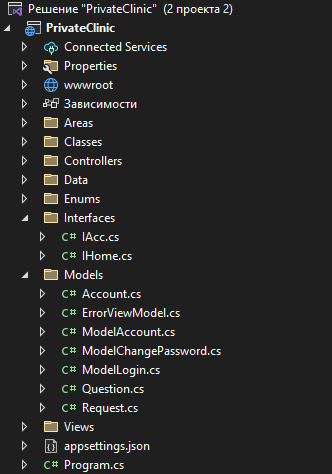 Решение "PrivateClinic" (2 проекта 2)
PrivateClinic
Connected Services
Properties
wwwroot
Зависимости
Areas
Classes
Controllers
Data
Enums
Interfaces
C# IAcc.cs
C# IHome.cs
Models
C# Account.cs
C# ErrorViewModel.cs
C# ModelAccount.cs
C# ModelChangePassword.cs
C# ModelLogin.cs
C# Question.cs
C# Request.cs
Views
appsettings.json
C# Program.cs